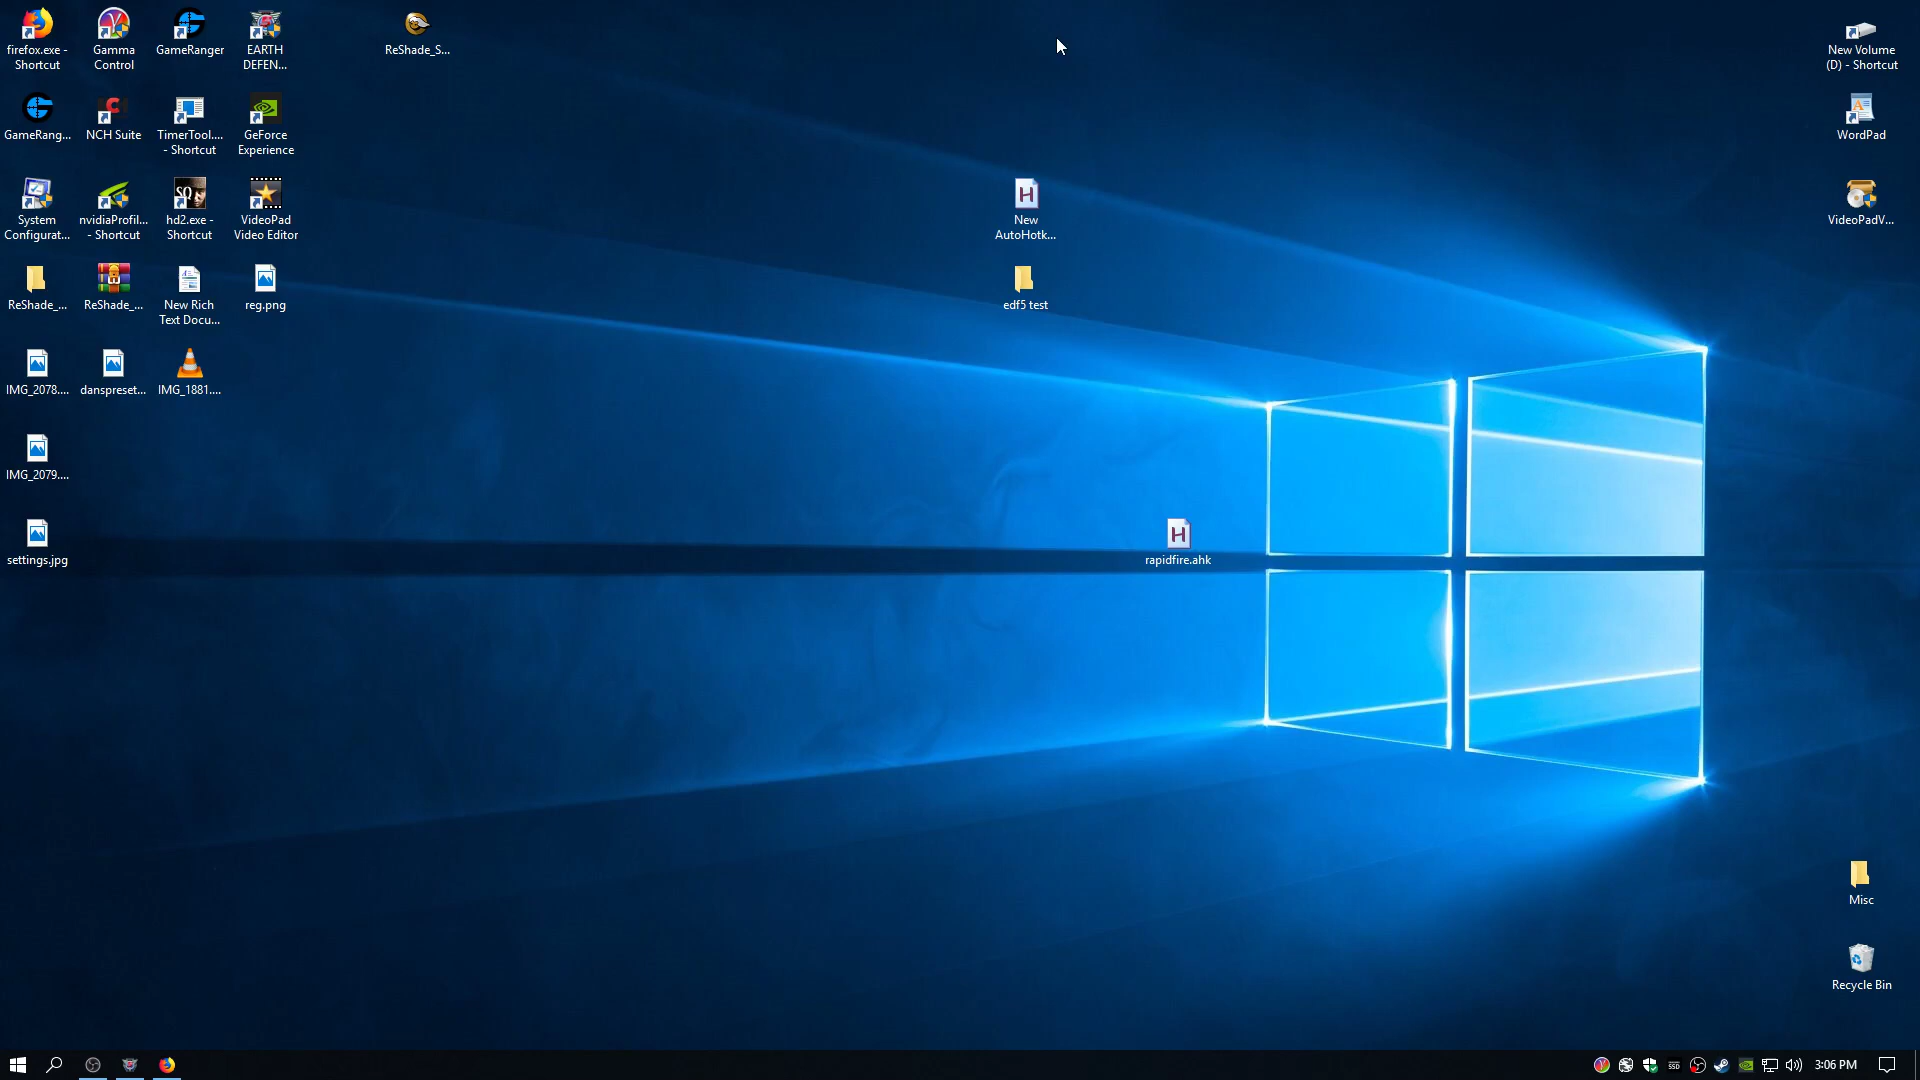 firefox.exe -
Shortcut
Gamma
Control
GameRanger
EARTH
DEFEN...
ReShade_S...
New Volume
(D) - Shortcut
GameRang...
NCH Suite
TimerTool....
- Shortcut
GeForce
Experience
WordPad
System
Configurat...
nvidiaProfil...
- Shortcut
hd2.exe -
Shortcut
VideoPad
Video Editor
New
AutoHotk...
VideoPadV...
ReShade_...
ReShade_...
New Rich
Text Docu...
reg.png
edf5 test
IMG_2078....
danspreset...
IMG_1881....
IMG_2079....
settings.jpg
rapidfire.ahk
Misc
Recycle Bin
3:06 PM